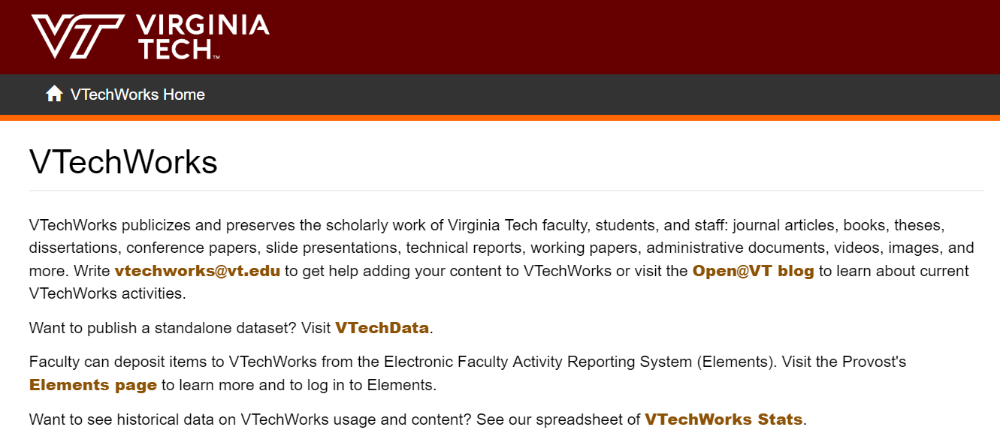 VT VIRGINIA
TECH™
VTechWorks Home
VTechWorks
VTechWorks publicizes and preserves the scholarly work of Virginia Tech faculty, students, and staff: journal articles, books, theses,
dissertations, conference papers, slide presentations, technical reports, working papers, administrative documents, videos, images, and
more. Write vtechworks@vt.edu to get help adding your content to VTechWorks or visit the Open@VT blog to learn about current
VTechWorks activities.
Want to publish a standalone dataset? Visit VTechData.
Faculty can deposit items to VTechWorks from the Electronic Faculty Activity Reporting System (Elements). Visit the Provost's
Elements page to learn more and to log in to Elements.
Want to see historical data on VTechWorks usage and content? See our spreadsheet of VTechWorks Stats.